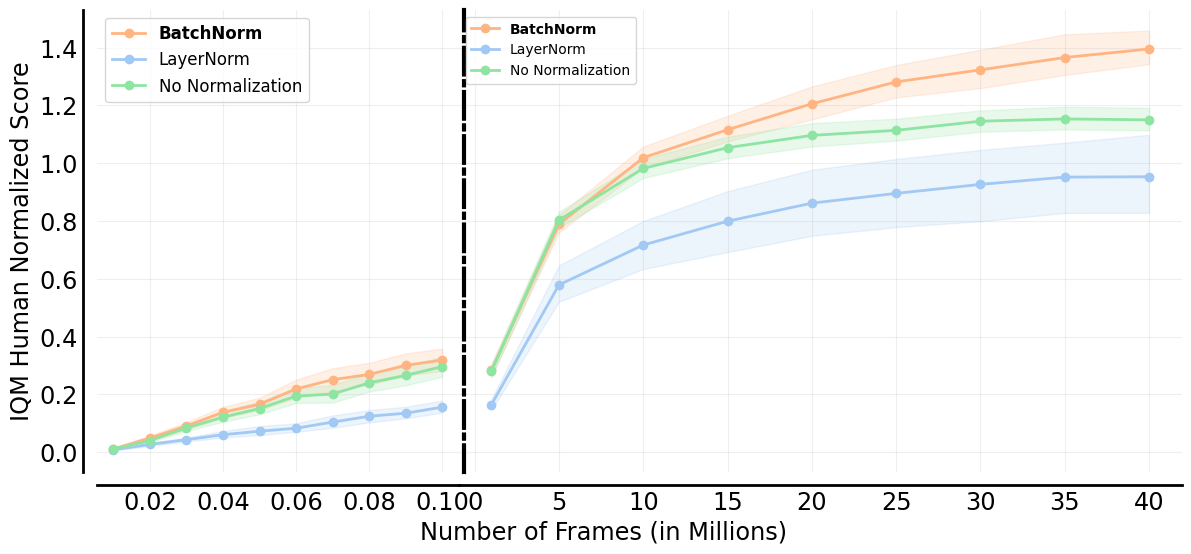 IQM Human Normalized Score
1.4
1.2
1.0
0.8
0.6
0.4
0.2
0.0
BatchNorm
LayerNorm
No Normalization
BatchNorm
LayerNorm
No Normalization
0.02 0.04 0.06 0.08 0.100 0 5 10 15 20 25 30 35 40
Number of Frames (in Millions)